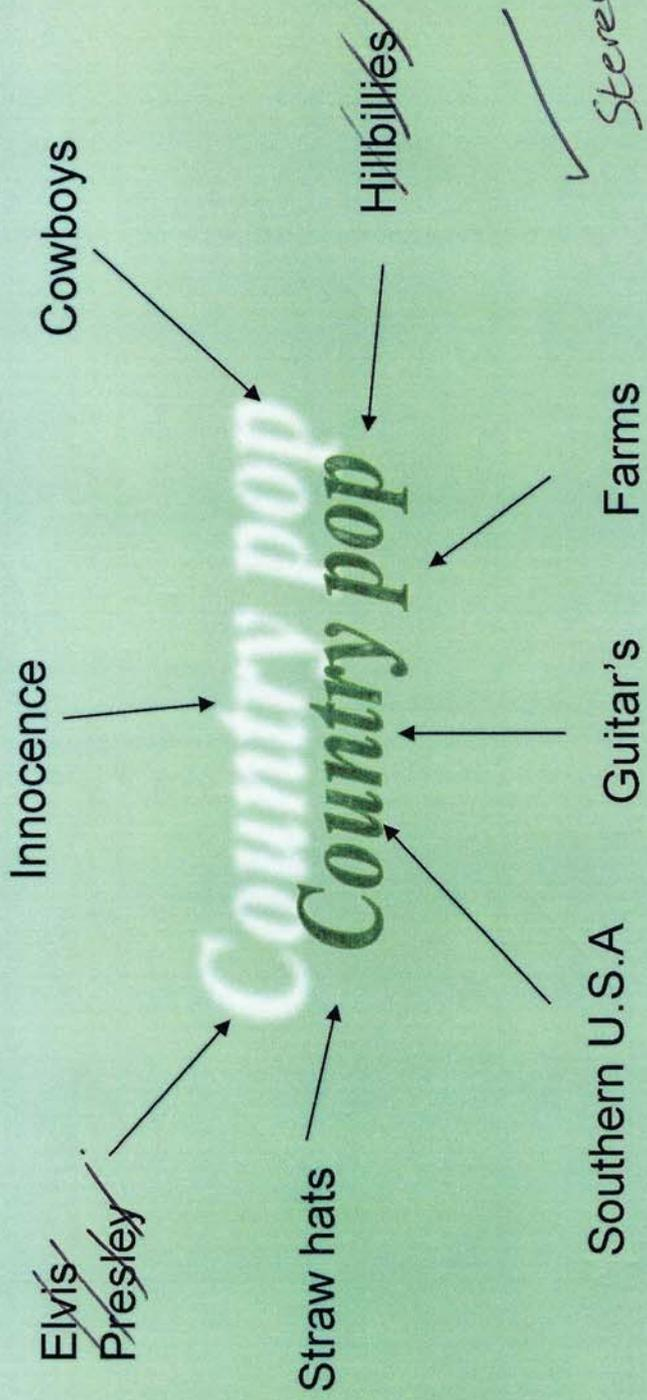 Innocence
Cowboys
Elvis
Presley
Hillbillies
Country pop
Country pop
Straw hats
Southern U.S.A
Guitar's
Farms